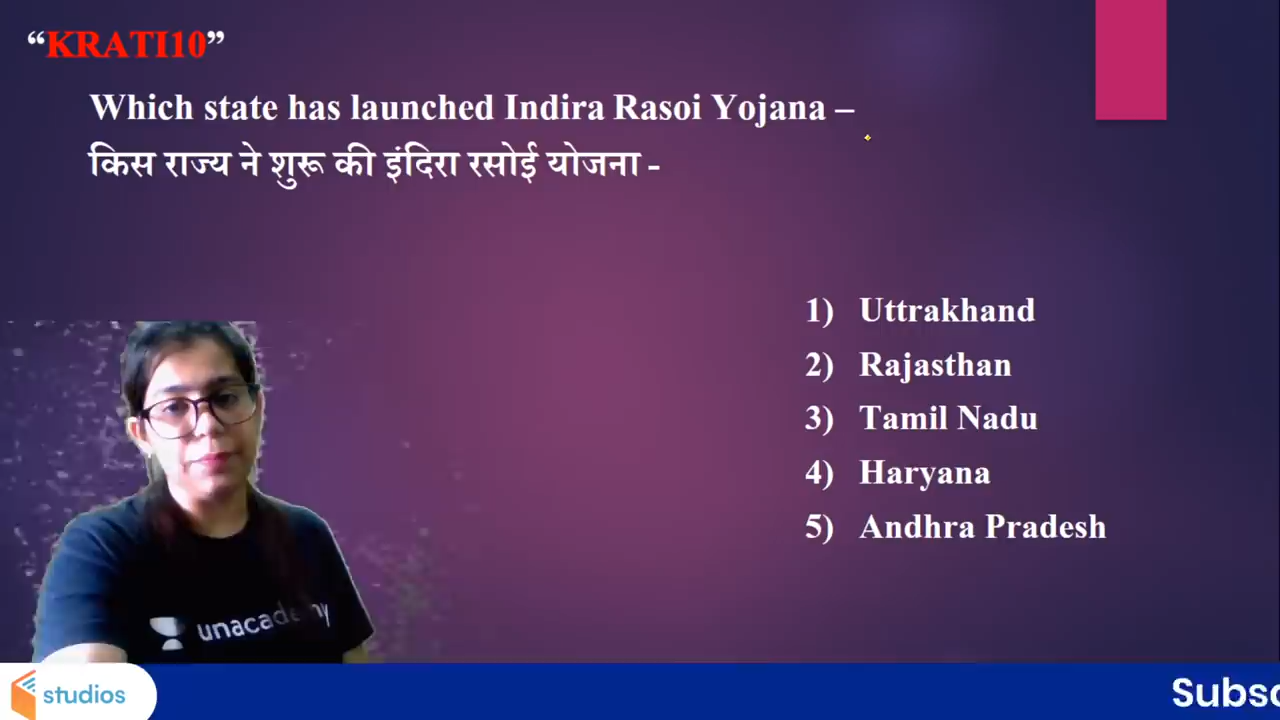 “KRATI10”
Which state has launched Indira Rasoi Yojana –
किस राज्य ने शुरू की इंदिरा रसोई योजना -
1) Uttrakhand
2) Rajasthan
3) Tamil Nadu
4) Haryana
5) Andhra Pradesh
unacademy
studios
Subsc